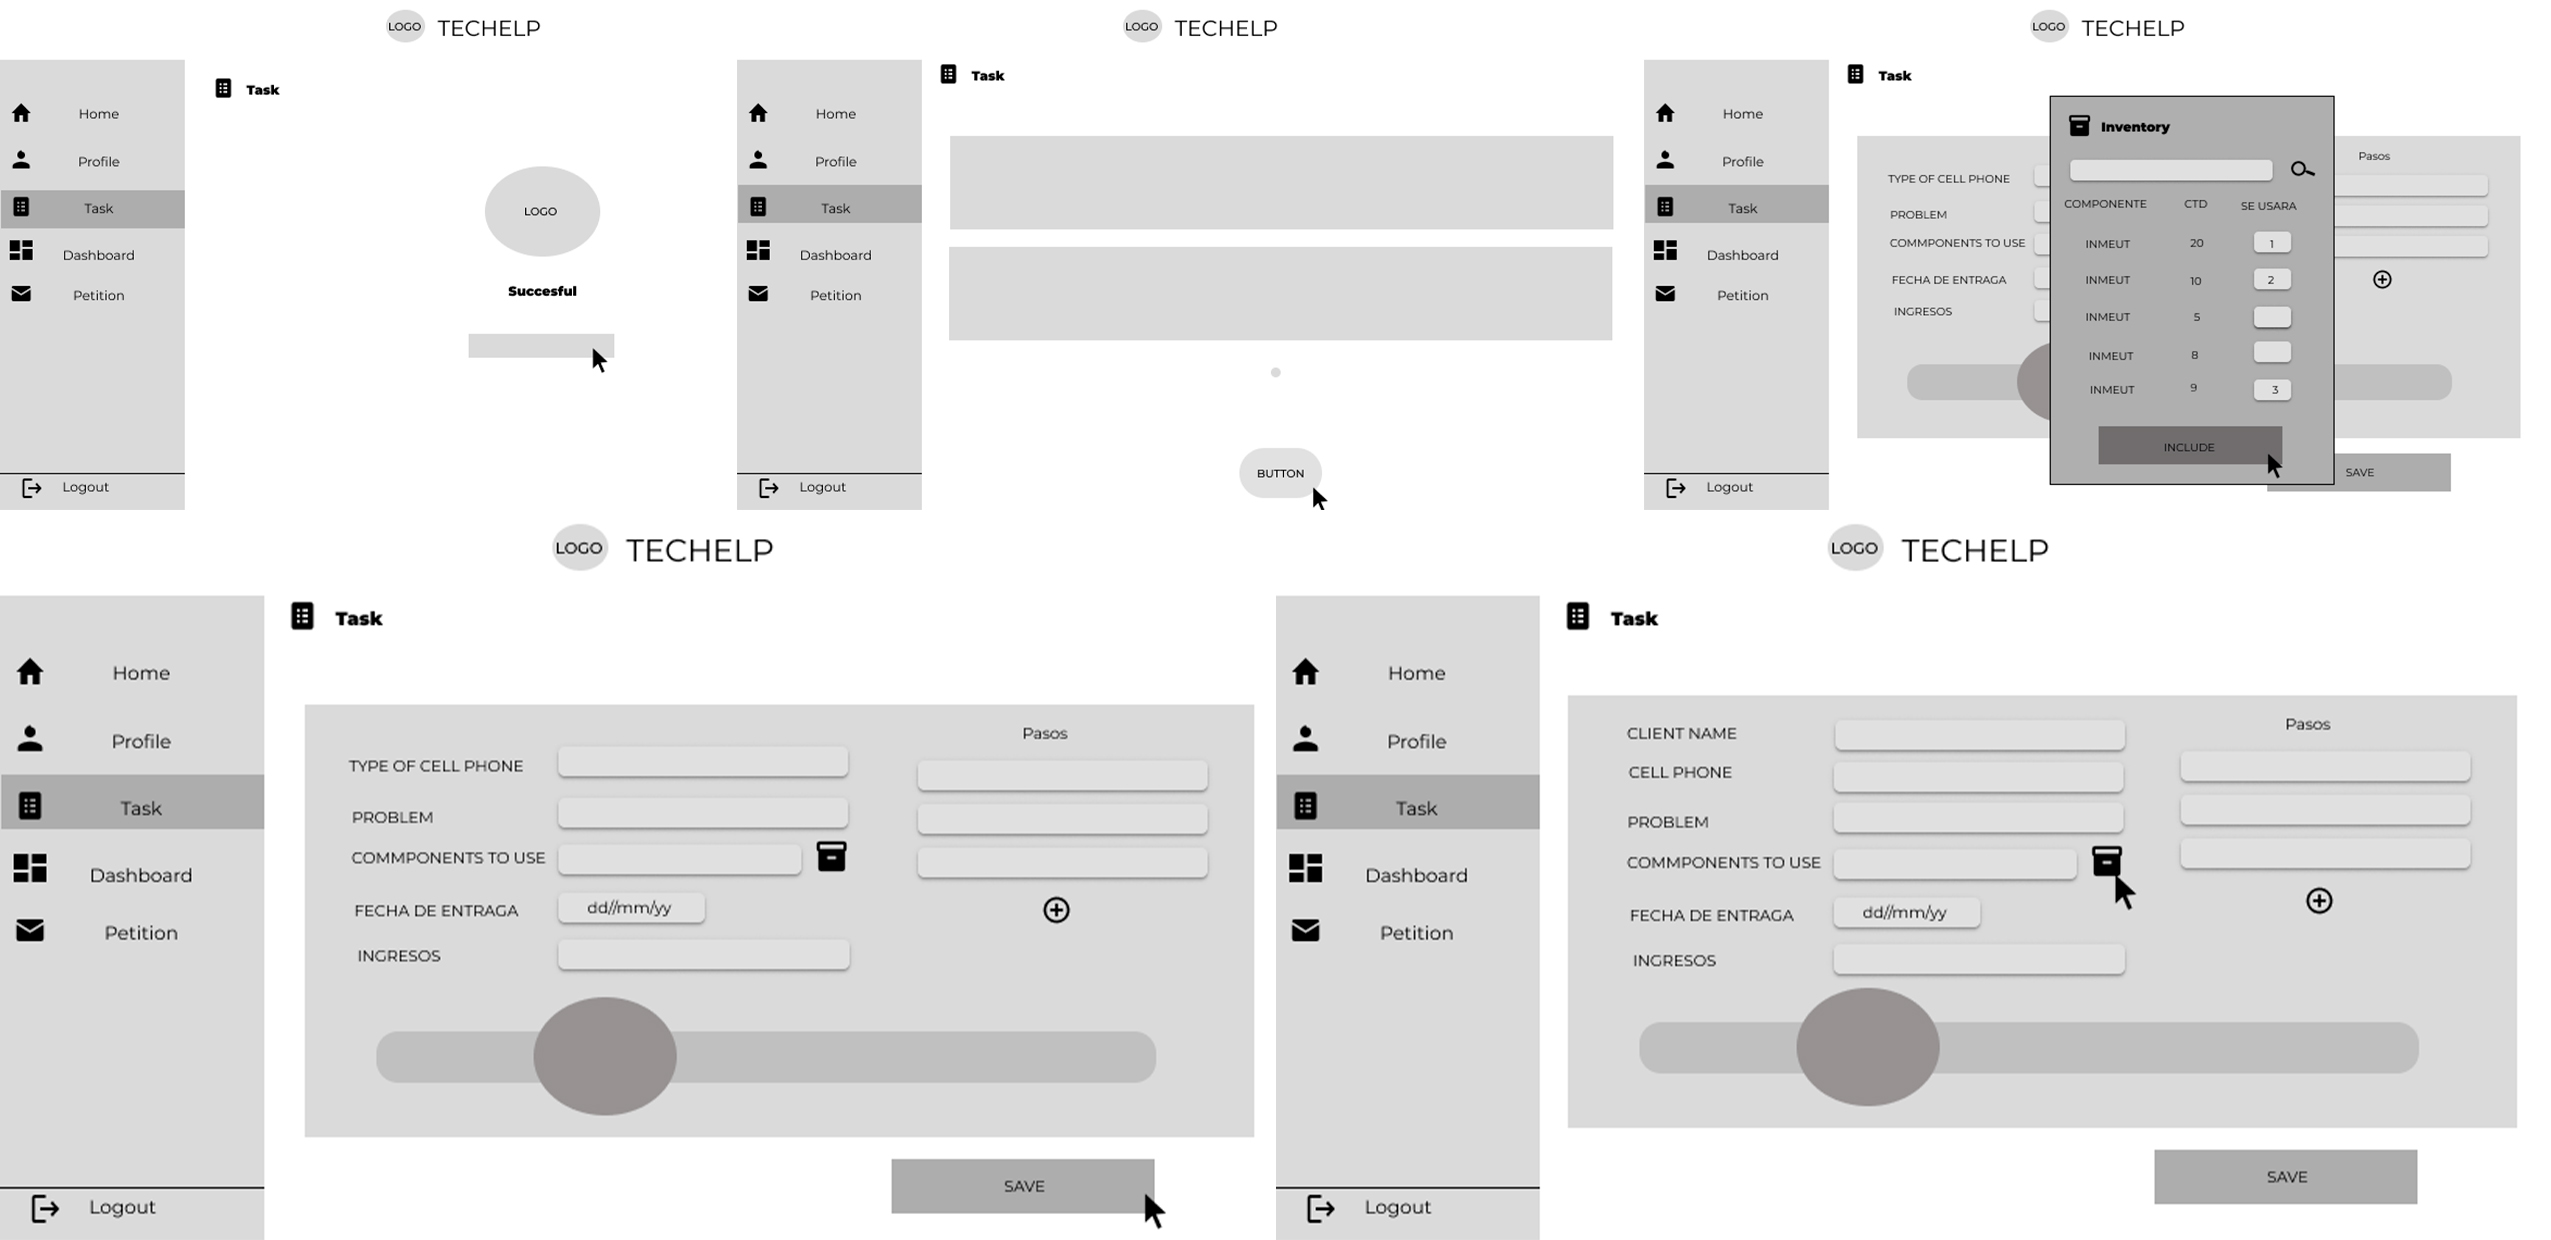 LOGO TECHELP
Task
Home
Profile
Task
Dashboard
Petition
Logout
LOGO
Succesful
LOGO TECHELP
Task
Home
Profile
Task
Dashboard
Petition
Logout
BUTTON
LOGO TECHELP
Task
Home
Profile
Task
Dashboard
Petition
Logout
TYPE OF CELL PHONE
PROBLEM
COMMPONENTS TO USE
FECHA DE ENTRAGA
INGRESOS
Inventory
COMPONENTE CTD SE USARA
INMEUT 20 1
INMEUT 10 2
INMEUT 5
INMEUT 8
INMEUT 9 3
INCLUDE
Pasos
SAVE
LOGO TECHELP
Task
Home
Profile
Task
Dashboard
Petition
Logout
TYPE OF CELL PHONE
PROBLEM
COMMPONENTS TO USE
FECHA DE ENTRAGA dd//mm/yy
INGRESOS
Pasos
SAVE
LOGO TECHELP
Task
Home
Profile
Task
Dashboard
Petition
Logout
CLIENT NAME
CELL PHONE
PROBLEM
COMMPONENTS TO USE
FECHA DE ENTRAGA dd//mm/yy
INGRESOS
Pasos
SAVE